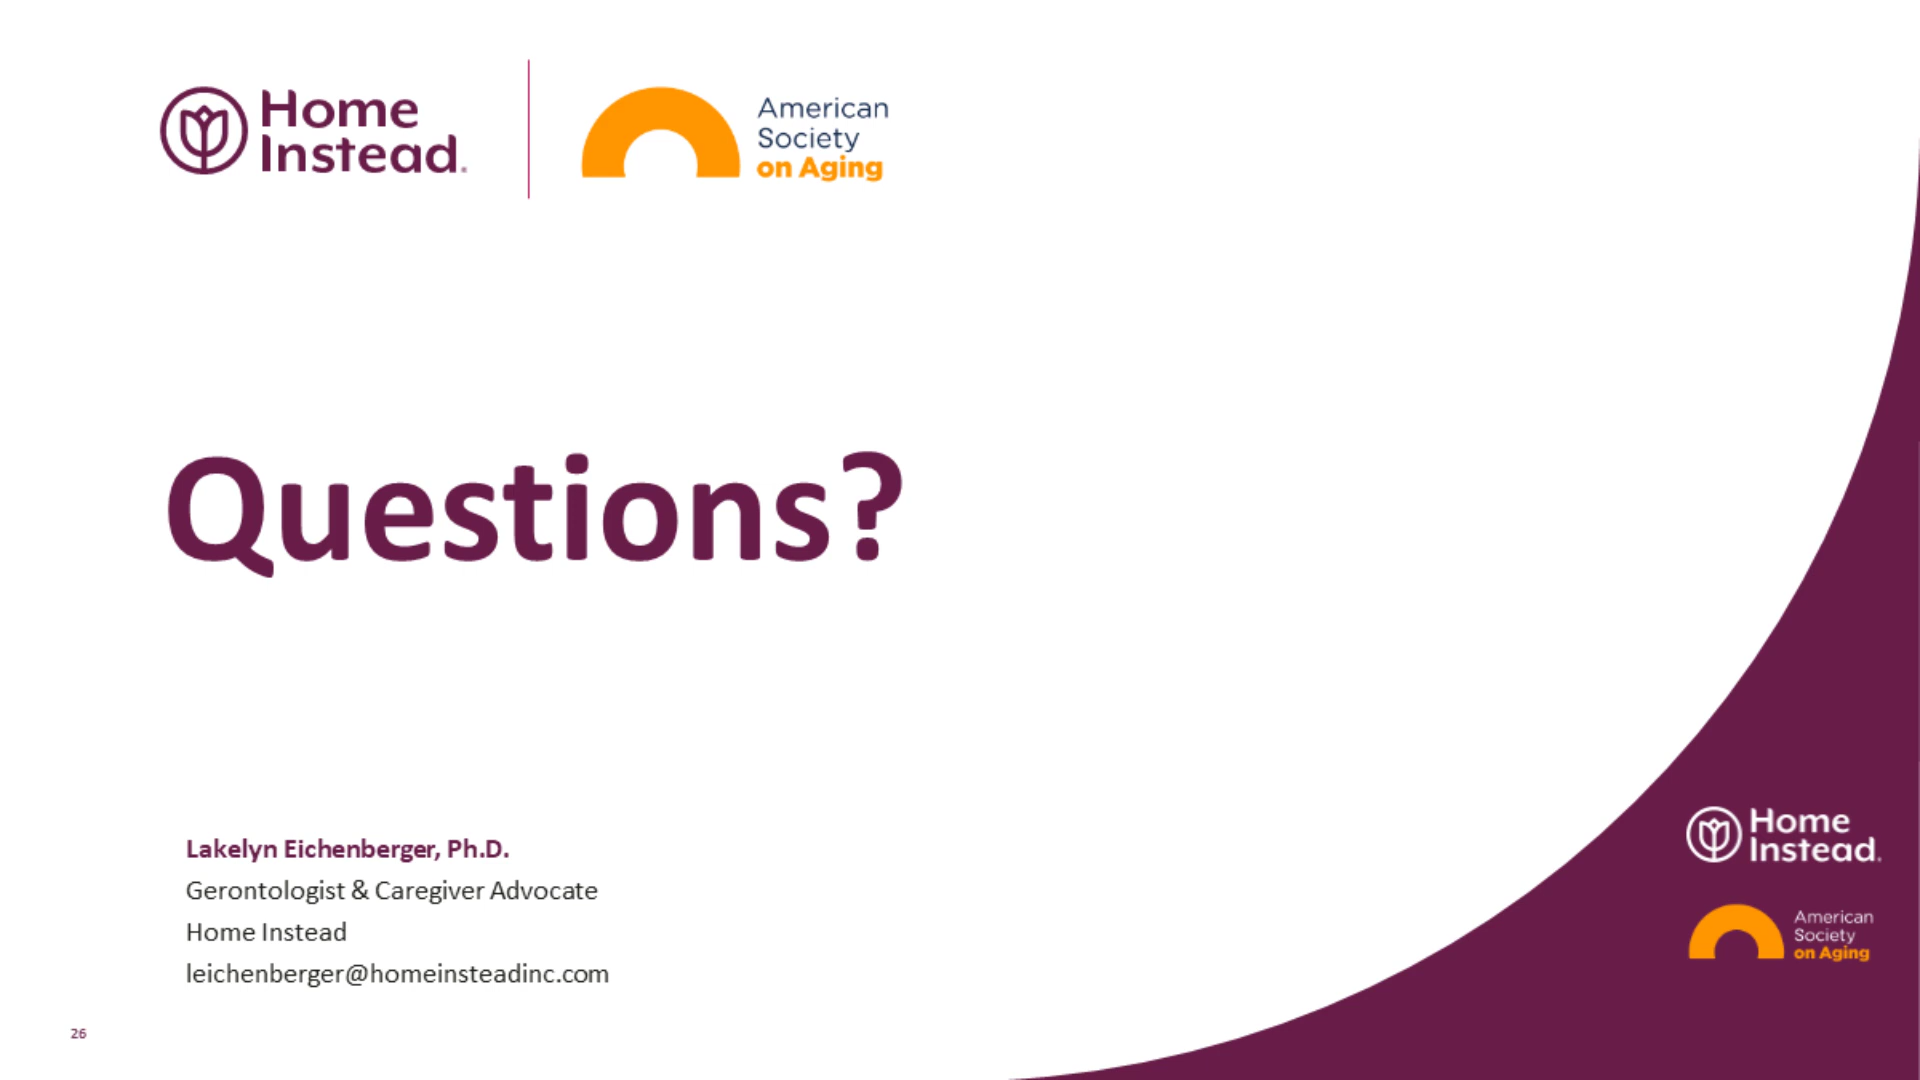 Home
Instead.
American
Society
on Aging
Questions?
Lakelyn Eichenberger, Ph.D.
Gerontologist & Caregiver Advocate
Home Instead
leichenberger@homeinsteadinc.com
Home
Instead.
American
Society
on Aging
26